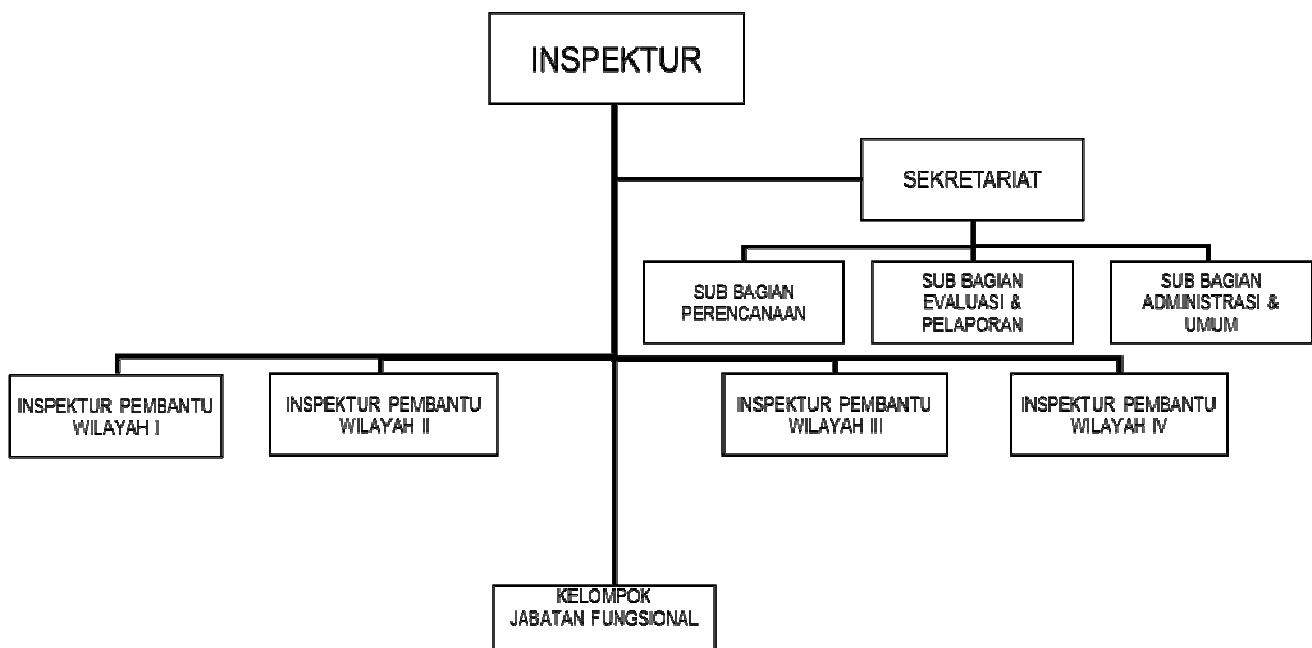 INSPEKTUR
SEKRETARIAT
SUB BAGIAN
PERENCANAAN
SUB BAGIAN
EVALUASI &
PELAPORAN
SUB BAGIAN
ADMINISTRASI &
UMUM
INSPEKTUR PEMBANTU
WILAYAH I
INSPEKTUR PEMBANTU
WILAYAH II
INSPEKTUR PEMBANTU
WILAYAH III
INSPEKTUR PEMBANTU
WILAYAH IV
KELOMPOK
JABATAN FUNGSIONAL